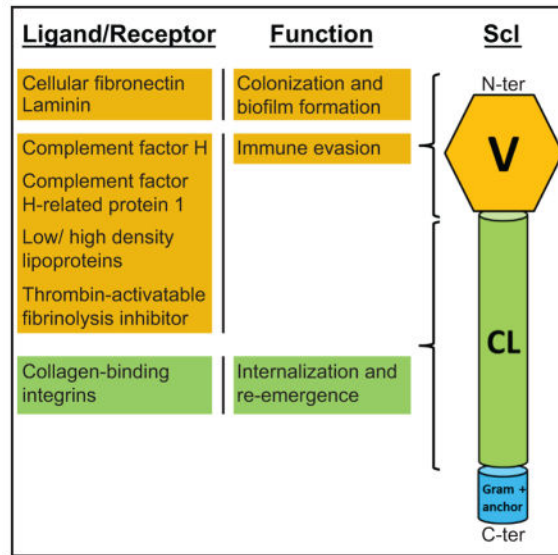 Ligand/Receptor
Function
Scl
Cellular fibronectin
Laminin
Colonization and
biofilm formation
Complement factor H
Immune evasion
Complement factor
H-related protein 1
Low/ high density
lipoproteins
Thrombin-activatable
fibrinolysis inhibitor
Collagen-binding
integrins
Internalization and
re-emergence
N-ter
V
CL
Gram +
anchor
C-ter